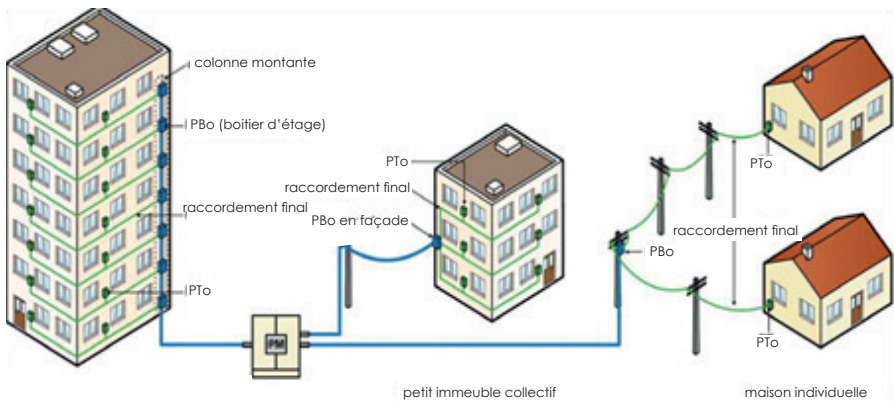 colonne montante
PBo (boitier d'étage)
PTo
raccordement final
raccordement final
PBo en façade
PTo
PM
PBo
raccordement final
PTo
PTo
petit immeuble collectif
maison individuelle